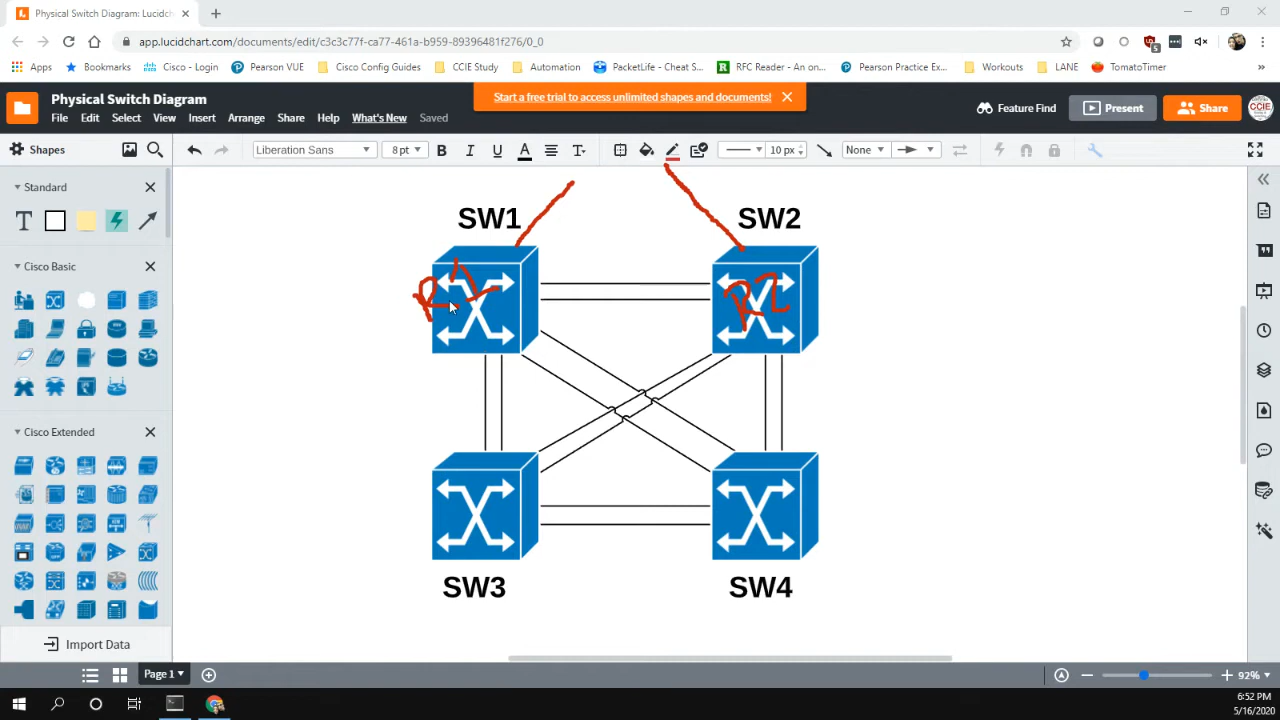 Physical Switch Diagram: Lucidch
app.lucidchart.com/documents/edit/c3c3c77f-ca77-461a-b959-89396481f276/0_0
Apps
Bookmarks
Cisco - Login
Pearson VUE
Cisco Config Guides
CCIE Study
Automation
PacketLife - Cheat S...
RFC Reader - An on...
Pearson Practice Ex...
Workouts
LANE
TomatoTimer
Physical Switch Diagram
Start a free trial to access unlimited shapes and documents!
File Edit Select View Insert Arrange Share Help What's New Saved
Feature Find
Present
Share
CCIE
Shapes
Liberation Sans
8 pt
B I U A T
10 px
None
Standard
T
Cisco Basic
Cisco Extended
Import Data
SW1
SW2
R1
R2
SW3
SW4
Page 1
92%
6:52 PM
5/16/2020